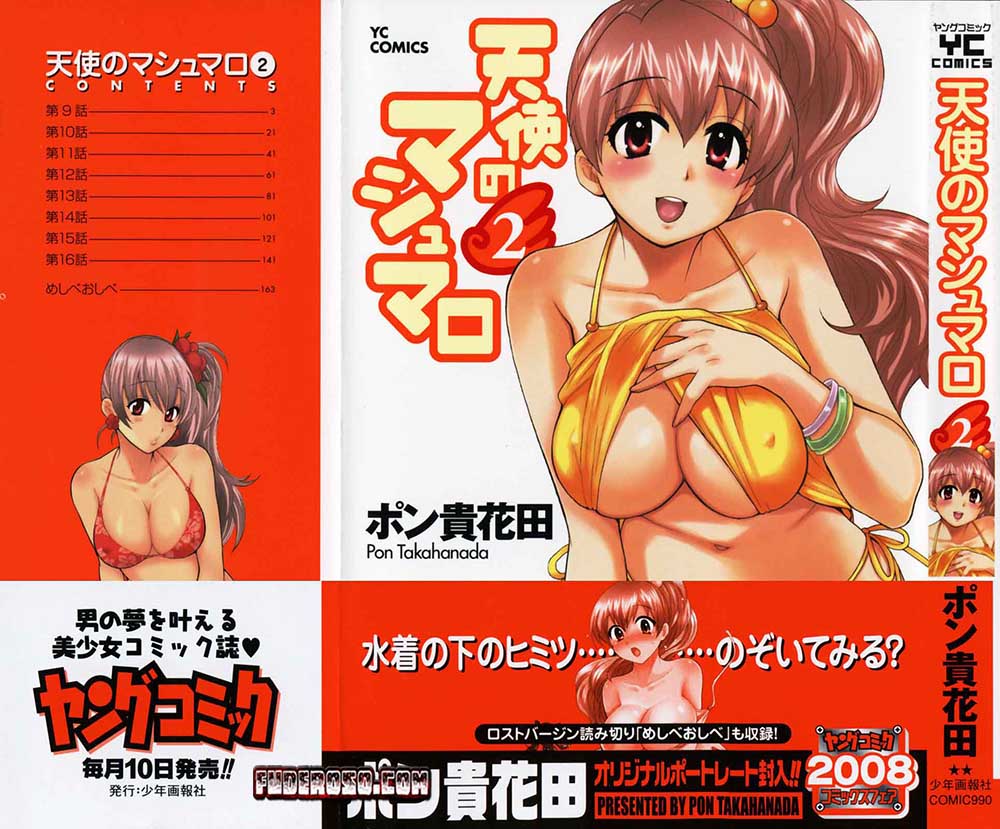 天使のマシュマロ②
CONTENTS
第9話 3
第10話 21
第11話 41
第12話 61
第13話 81
第14話 101
第15話 121
第16話 141
めしべおしべ 163
男の夢を叶える
美少女コミック誌♥
ヤングコミック
毎月10日発売!!
発行:少年画報社
YC
COMICS
天使の
マシュマロ
2
ポン貴花田
Pon Takahanada
水着の下のヒミツ‥‥ ‥‥のぞいてみる?
ロストバージン読み切り「めしべおしべ」も収録!
FUDEROSO.COM
ポン貴花田
オリジナルポートレート封入!!
PRESENTED BY PON TAKAHANADA
ヤングコミック
2008
コミックスフェア
ヤングコミック
YC
COMICS
天使のマシュマロ
2
ポン貴花田
★★
少年画報社
COMIC990